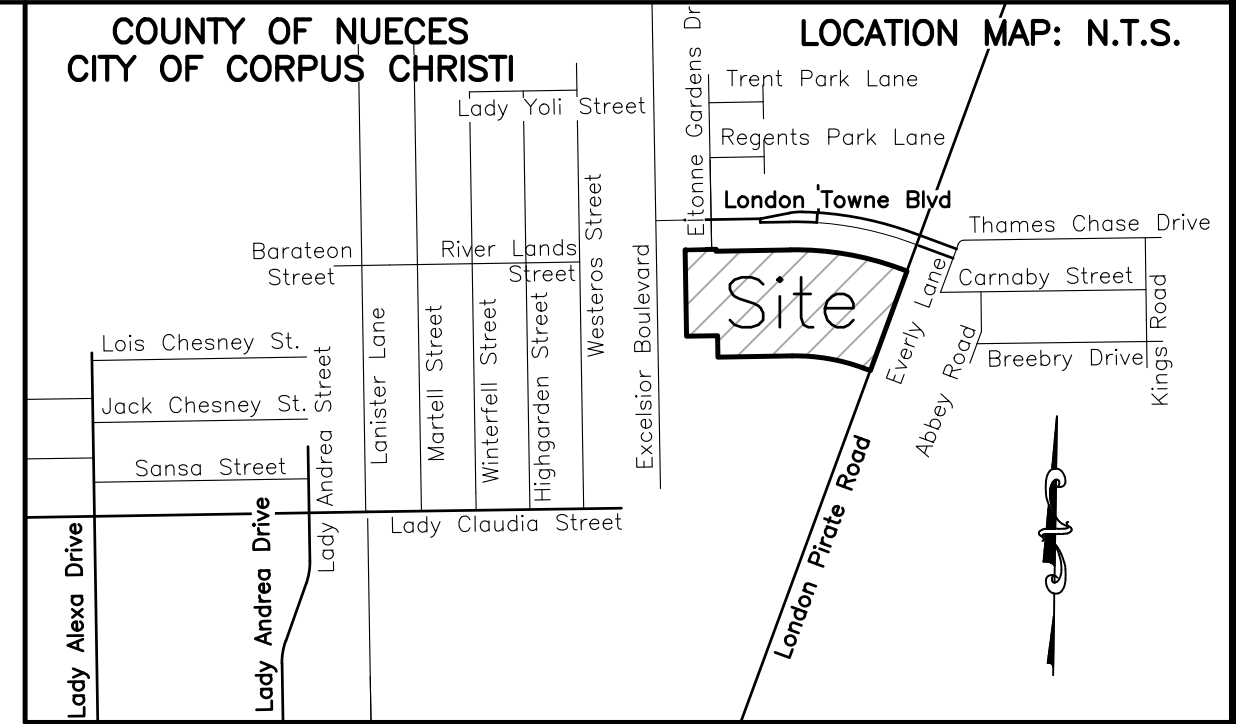 COUNTY OF NUECES
CITY OF CORPUS CHRISTI
LOCATION MAP: N.T.S.
Trent Park Lane
Lady Yoli Street
Regents Park Lane
Eitonne Gardens Dr
London Towne Blvd
Thames Chase Drive
Barateon
Street
River Lands
Street
Westeros Street
Excelsior Boulevard
Site
Everly Lane
Carnaby Street
Kings Road
Abbey Road
Breebry Drive
Lois Chesney St.
Jack Chesney St.
Sansa Street
Lady Andrea Street
Lanister Lane
Martell Street
Winterfell Street
Highgarden Street
Lady Claudia Street
London Pirate Road
Lady Alexa Drive
Lady Andrea Drive